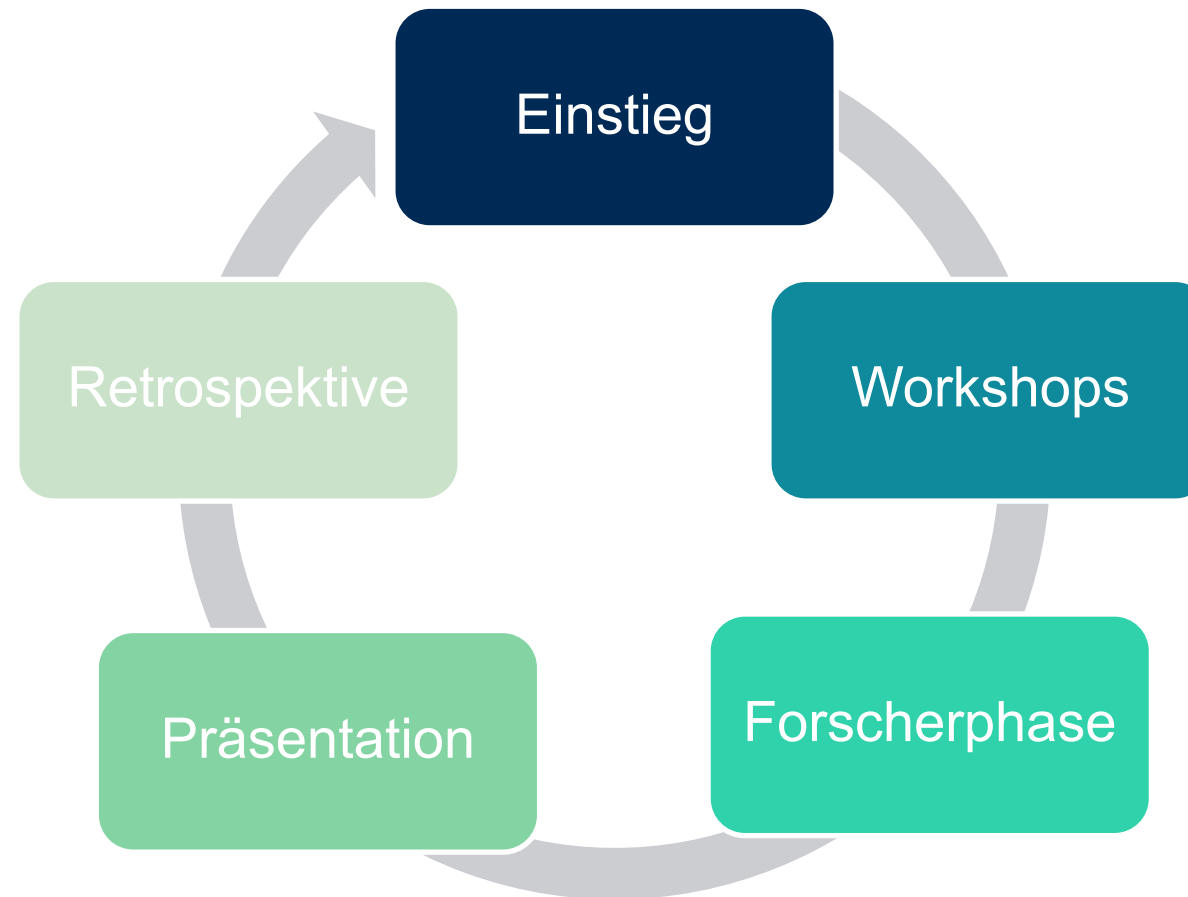 Einstieg
Workshops
Forscherphase
Präsentation
Retrospektive